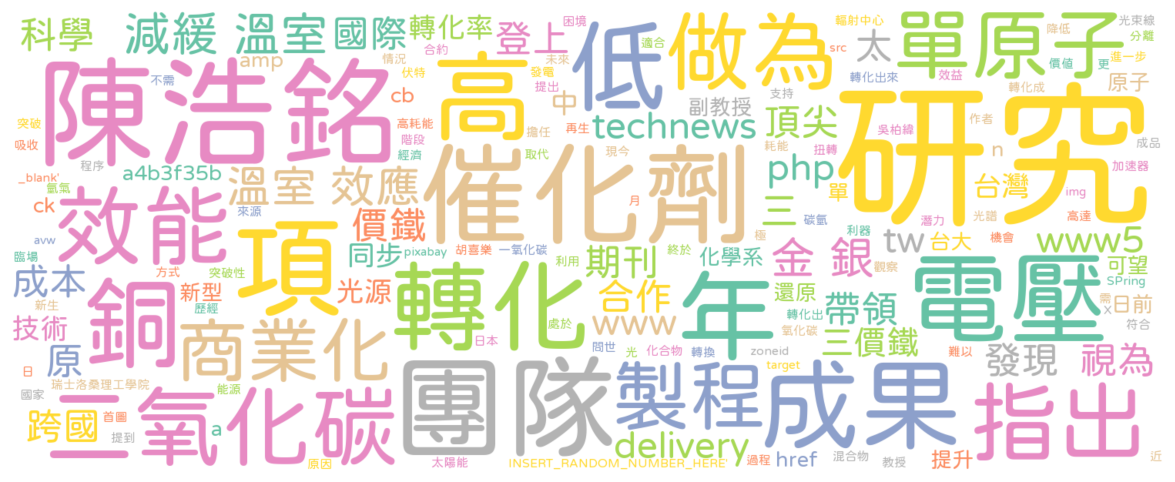 科學
減緩 溫室
國際
轉化率
合約
困境
登上
低
做為
src
太
輻射中心
單原子
降低
光束線
分離
amp
情況
伏特
發電
未來
適合
轉化出來
效益
價值
更
進一步
原子
轉化成
陳浩銘
不需
cb
高
提出
中
支持
副教授
高耗能
階段
經濟
突破
吸收
程序
擔任
再生
technews
頂尖
吳柏緯
作者
研究
成品
取代
現今
耗能
扭轉
加速器
_blank'
氬氣
a4b3f35b
溫室 效應
催化劑
php
單
n
台灣
img
ck
來源
月
碳氫
三
潛力
光譜
高達
效能
價鐵
利器
avw
項
同步
pixabay
胡喜樂
一氧化碳
極
終於
化學系
金 銀
tw
台大
機會
www5
臨場
方式
突破性
利用
期刊
觀察
可望
成本
新型
光源
轉化
合作
年
還原
帶領
電壓
SPring
新生
歷經
銅
處於
www
轉化出
氧化碳
三價鐵
需
x
日前
符合
技術
商業化
日本
問世
光
化合物
轉換
zoneid
難以
原
日
瑞士洛桑理工學院
能源
target
發現
視為
國家
二氧化碳
團隊
製程
成果
指出
跨國
首圖
提到
a
delivery
原因
太陽能
INSERT_RANDOM_NUMBER_HERE'
過程
href
混合物
教授
提升
近